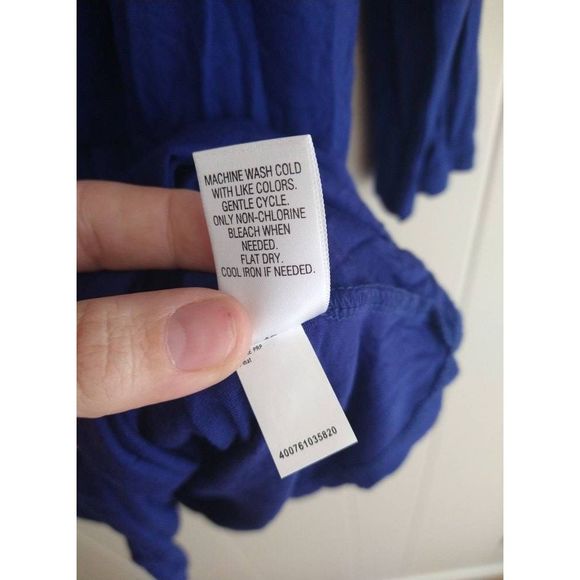 MACHINE WASH COLD
WITH LIKE COLORS.
GENTLE CYCLE.
ONLY NON-CHLORINE
BLEACH WHEN
NEEDED.
FLAT DRY.
COOL IRON IF NEEDED.
PRP
400761035820